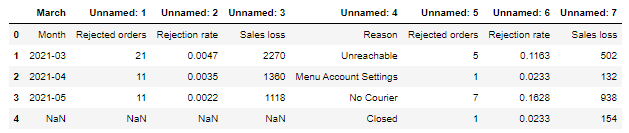 March Unnamed: 1 Unnamed: 2 Unnamed: 3 Unnamed: 4 Unnamed: 5 Unnamed: 6 Unnamed: 7
0 Month Rejected orders Rejection rate Sales loss Reason Rejected orders Rejection rate Sales loss
1 2021-03 21 0.0047 2270 Unreachable 5 0.1163 502
2 2021-04 11 0.0035 1360 Menu Account Settings 1 0.0233 132
3 2021-05 11 0.0022 1118 No Courier 7 0.1628 938
4 NaN NaN NaN NaN Closed 1 0.0233 154